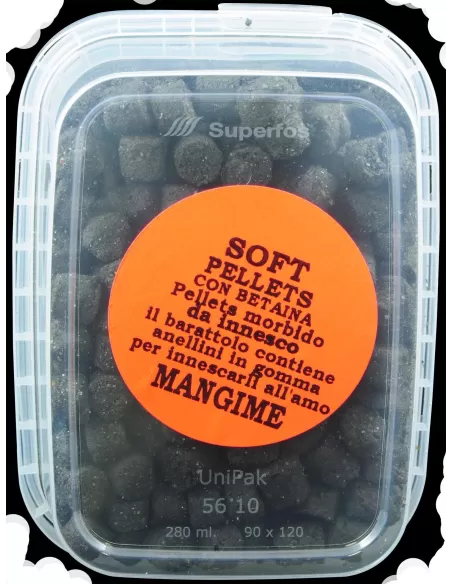 Superfos
SOFT
PELLETS
CON BETAINA
Pellets morbido
da innesco
il barattolo contiene
anellini in gomma
per innescarli all'amo
MANGIME
UniPak
56 10
280 ml. 90 x 120